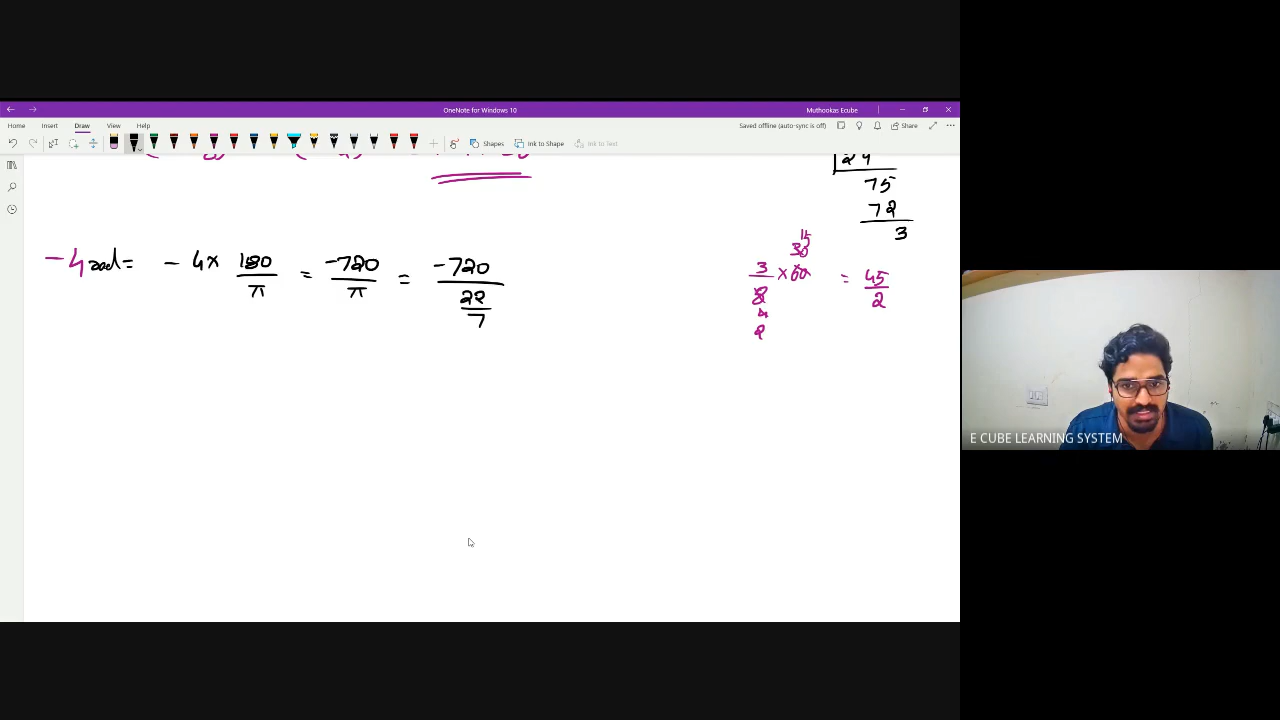 OneNote for Windows 10
Muthookas Ecube
Home Insert Draw View Help
Saved offline (auto-sync is off)
Share
Shapes
Ink to Shape
Ink to Text
24
75
72
3
-4 rad = - 4 × 180/π = -720/π = -720/(22/7)
15
30
3/8 × 60 = 45/2
4
2
E CUBE LEARNING SYSTEM